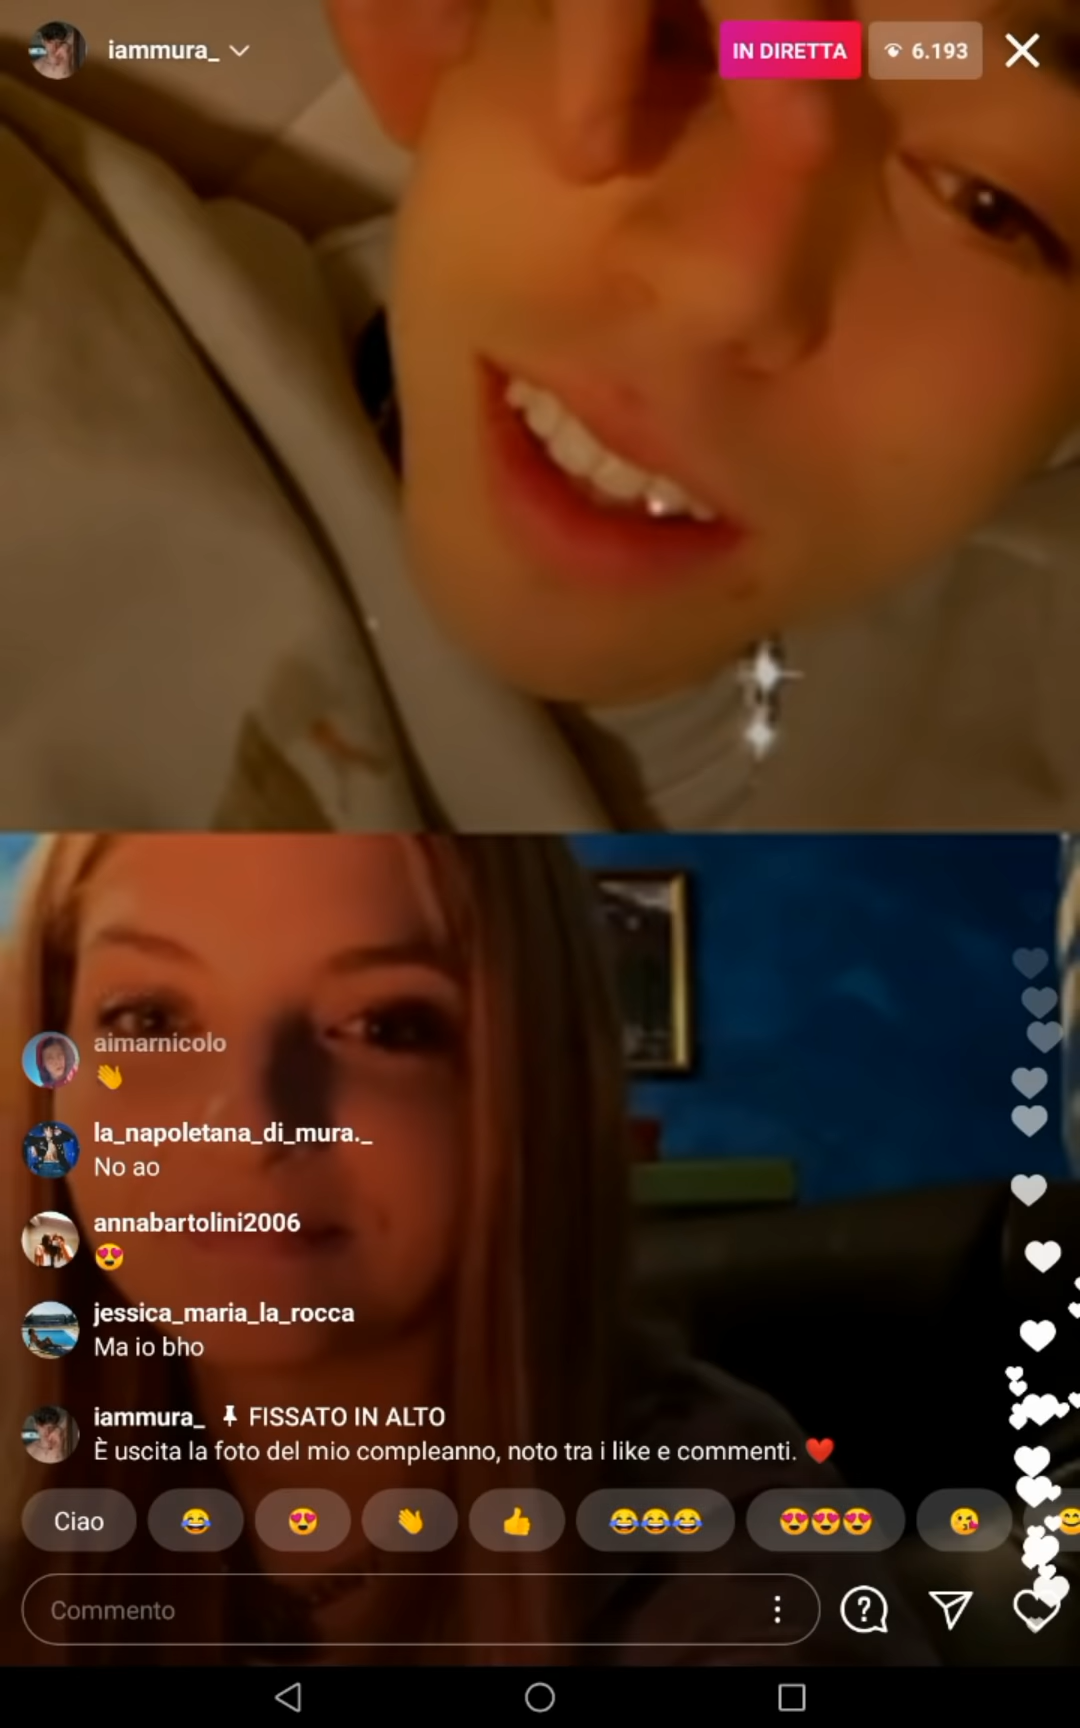 iammura_
IN DIRETTA
6.193
aimarnicolo
👋
la_napoletana_di_mura._
No ao
annabartolini2006
😍
jessica_maria_la_rocca
Ma io bho
iammura_ FISSATO IN ALTO
È uscita la foto del mio compleanno, noto tra i like e commenti. ❤️
Ciao 😂 😍 👋 👍 😂😂😂 😍😍😍 😘 😊
Commento